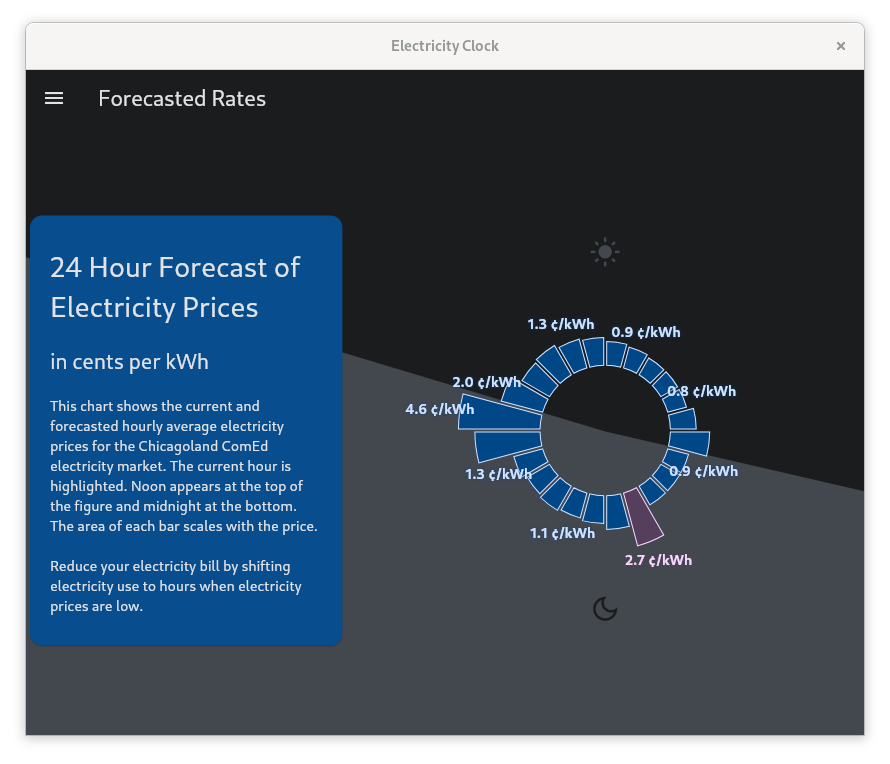 Electricity Clock
×
Forecasted Rates
24 Hour Forecast of
Electricity Prices
in cents per kWh
This chart shows the current and
forecasted hourly average electricity
prices for the Chicagoland ComEd
electricity market. The current hour is
highlighted. Noon appears at the top of
the figure and midnight at the bottom.
The area of each bar scales with the price.
Reduce your electricity bill by shifting
electricity use to hours when electricity
prices are low.
1.3 ¢/kWh
0.9 ¢/kWh
2.0 ¢/kWh
0.8 ¢/kWh
4.6 ¢/kWh
1.3 ¢/kWh
0.9 ¢/kWh
1.1 ¢/kWh
2.7 ¢/kWh